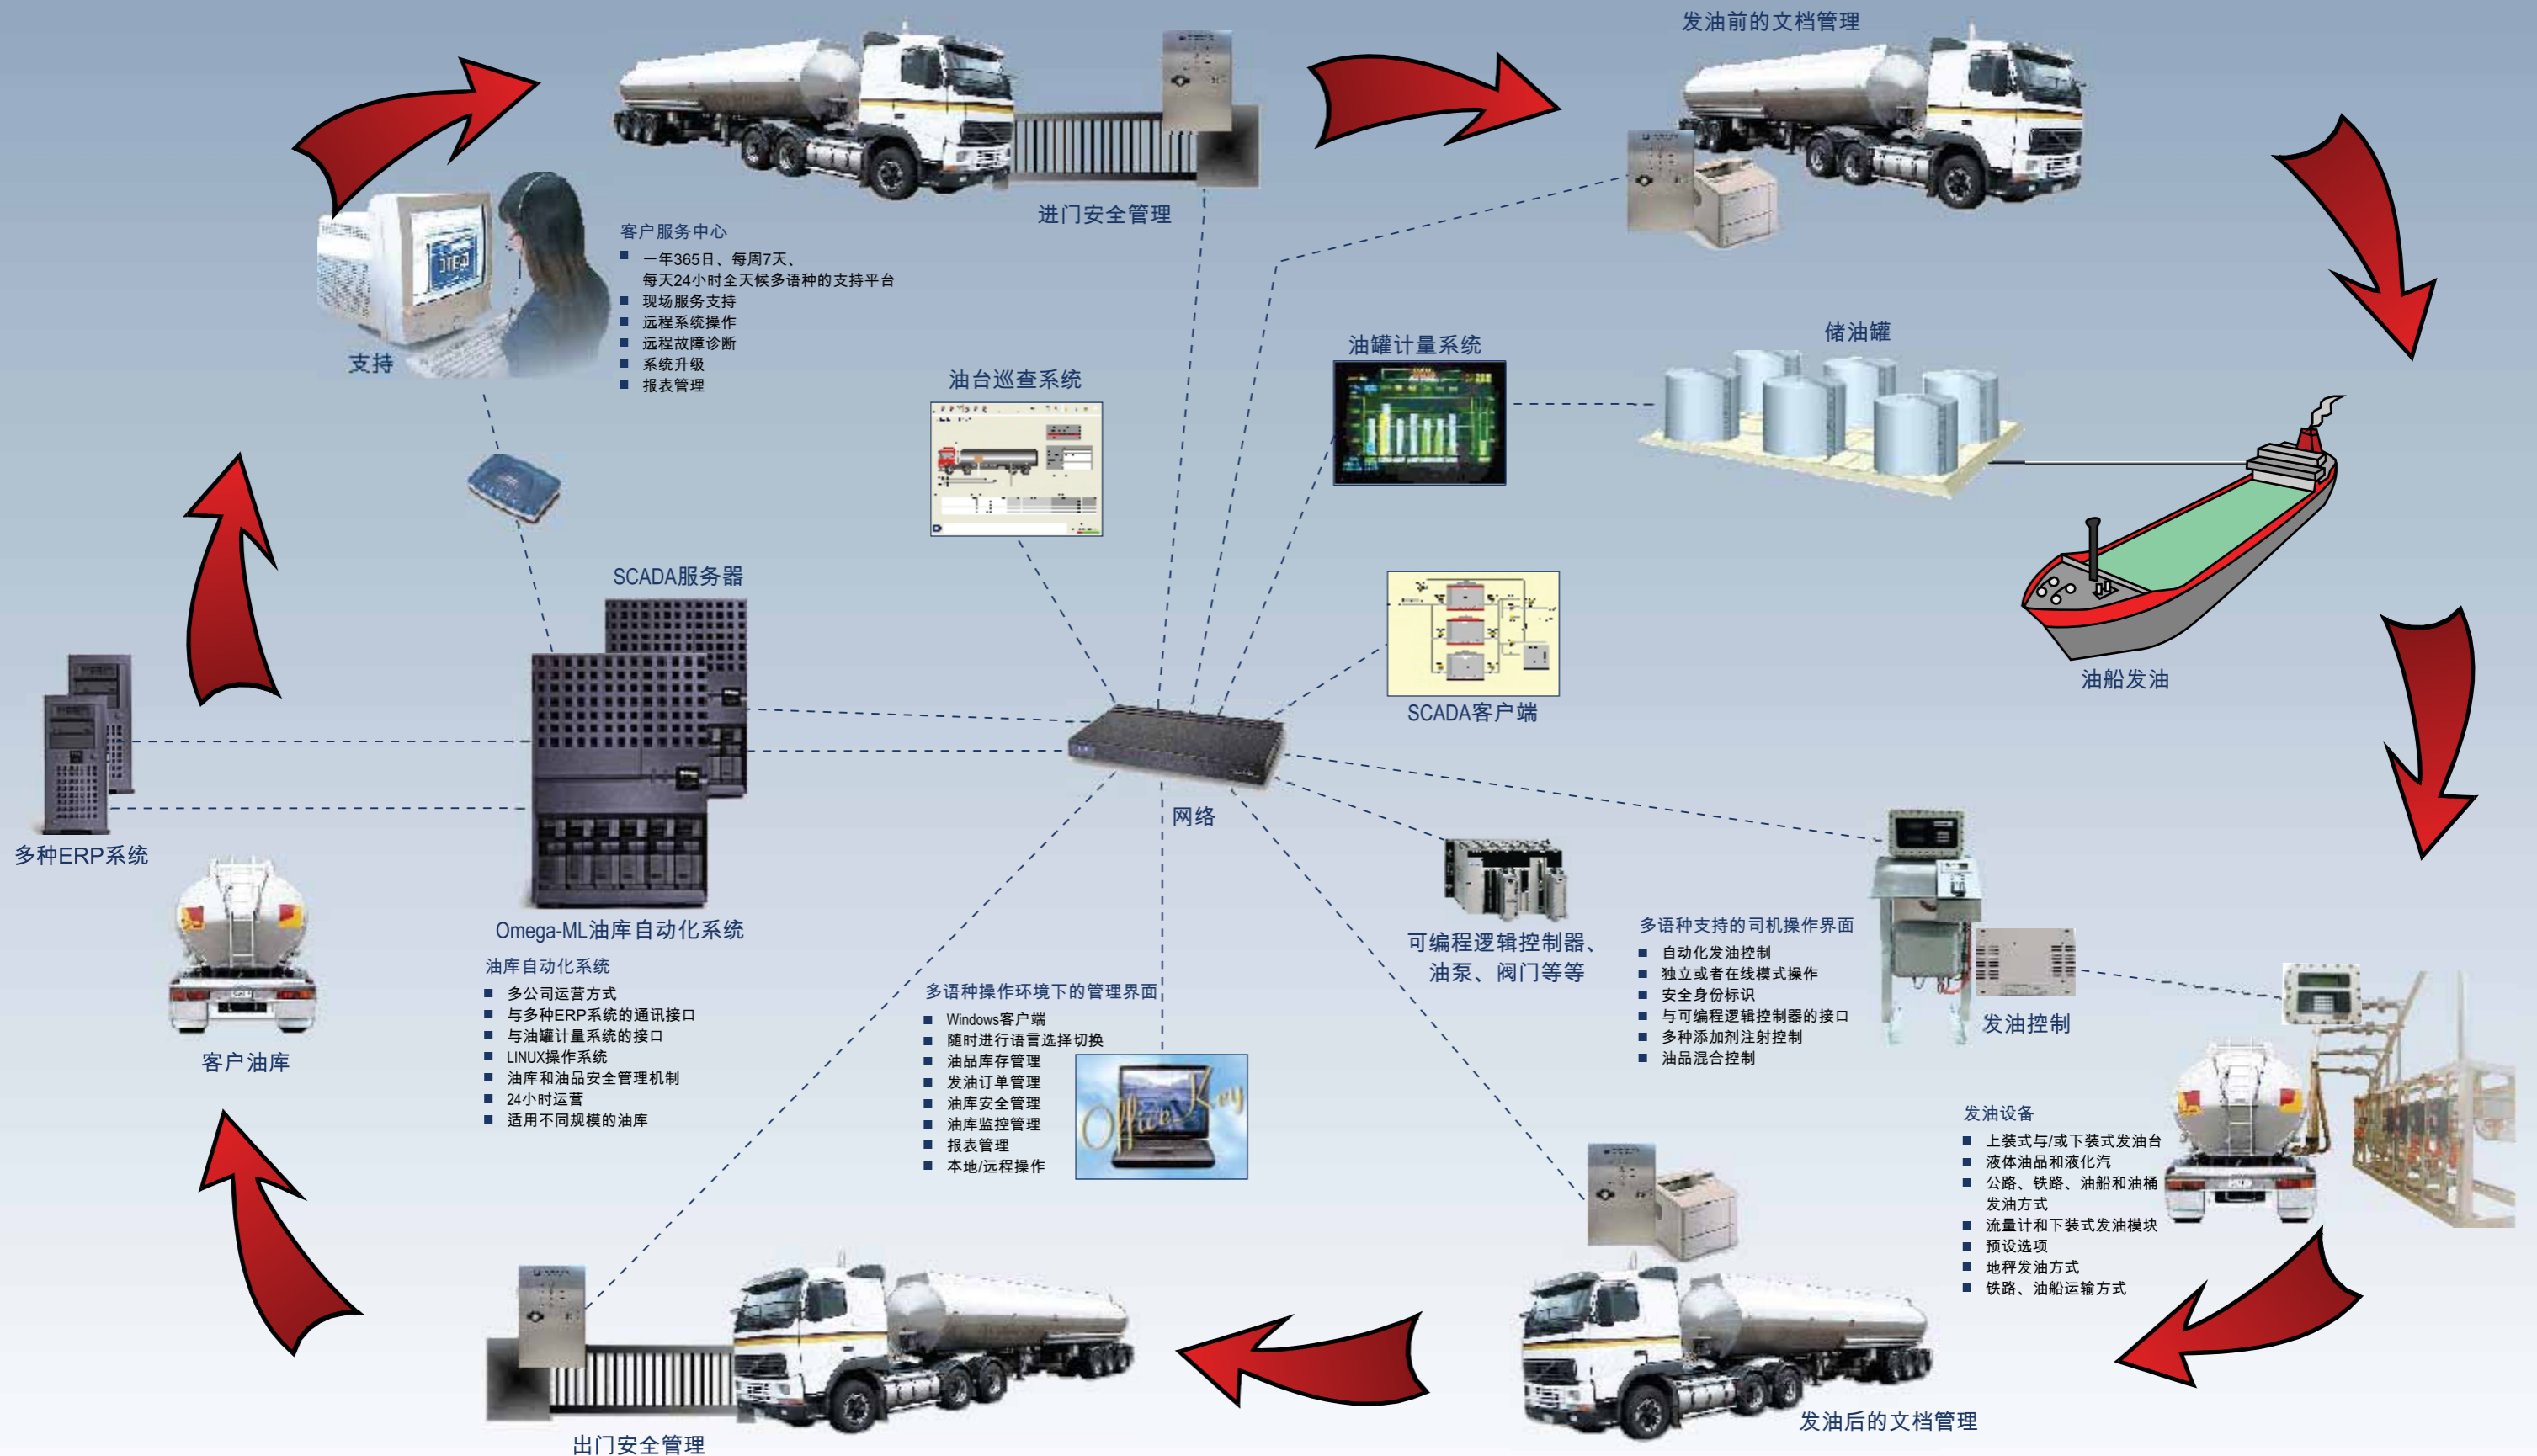 发油前的文档管理
进门安全管理
客户服务中心
一年365日、每周7天、
每天24小时全天候多语种的支持平台
现场服务支持
远程系统操作
远程故障诊断
系统升级
报表管理
支持
油台巡查系统
油罐计量系统
储油罐
SCADA服务器
油船发油
SCADA客户端
网络
多种ERP系统
Omega-ML油库自动化系统
油库自动化系统
多公司运营方式
与多种ERP系统的通讯接口
与油罐计量系统的接口
LINUX操作系统
油库和油品安全管理机制
24小时运营
适用不同规模的油库
客户油库
多语种操作环境下的管理界面
Windows客户端
随时进行语言选择切换
油品库存管理
发油订单管理
油库安全管理
油库监控管理
报表管理
本地/远程操作
Office Key
可编程逻辑控制器、
油泵、阀门等等
多语种支持的司机操作界面
自动化发油控制
独立或者在线模式操作
安全身份标识
与可编程逻辑控制器的接口
多种添加剂注射控制
油品混合控制
发油控制
发油设备
上装式与/或下装式发油台
液体油品和液化汽
公路、铁路、油船和油桶
发油方式
流量计和下装式发油模块
预设选项
地秤发油方式
铁路、油船运输方式
发油后的文档管理
出门安全管理